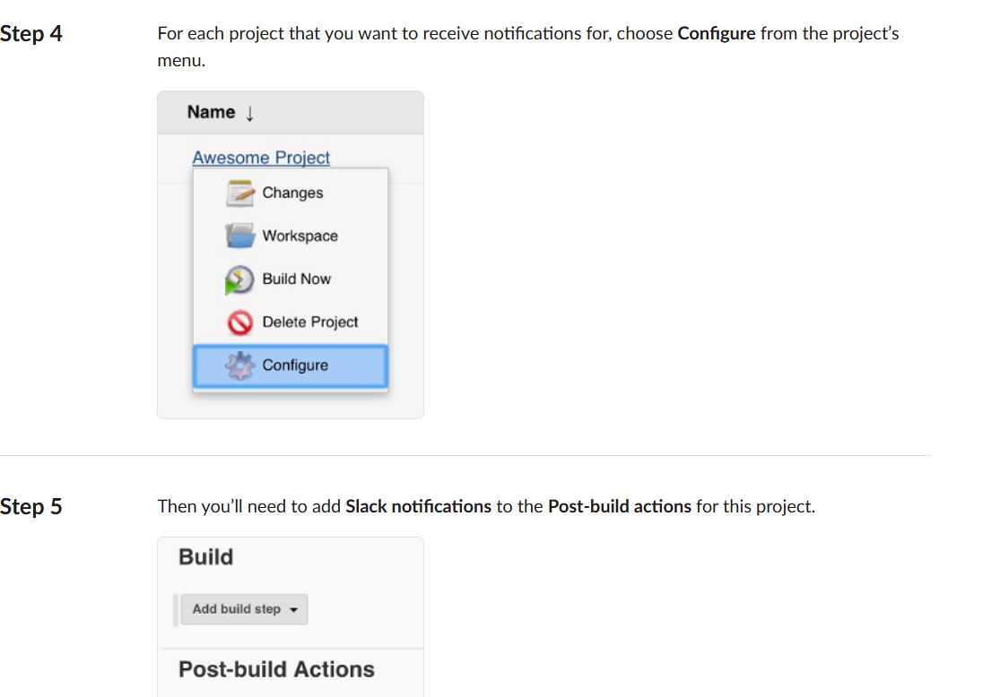 Step 4
For each project that you want to receive notifications for, choose Configure from the project’s
menu.
Name ↓
Awesome Project
Changes
Workspace
Build Now
Delete Project
Configure
Step 5
Then you’ll need to add Slack notifications to the Post-build actions for this project.
Build
Add build step
Post-build Actions